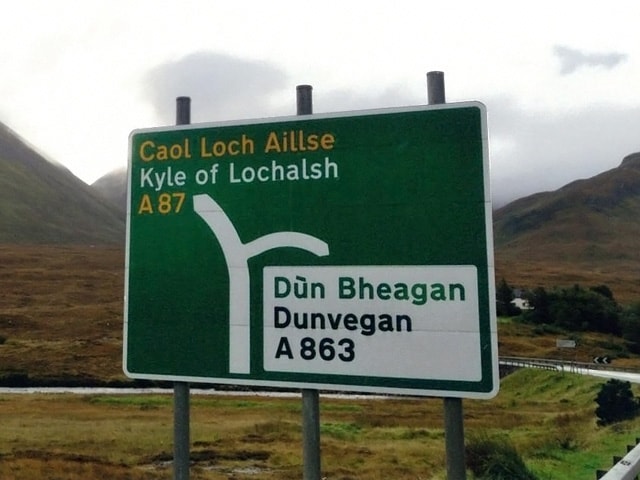 Caol Loch Aillse
Kyle of Lochalsh
A 87
Dùn Bheagan
Dunvegan
A 863